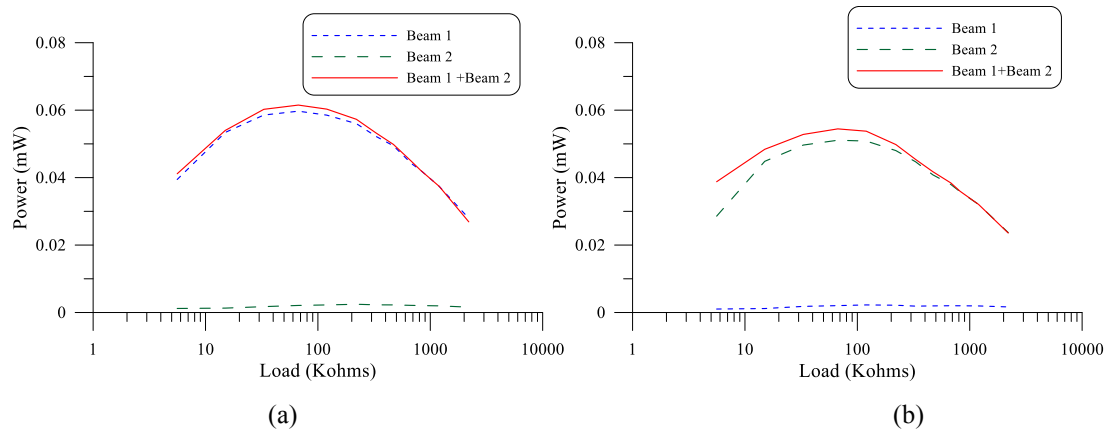 Beam 1
Beam 2
Beam 1 +Beam 2
0.08
0.06
0.04
0.02
0
Power (mW)
1
10
100
1000
10000
Load (Kohms)
(a)
Beam 1
Beam 2
Beam 1+Beam 2
0.08
0.06
0.04
0.02
0
Power (mW)
1
10
100
1000
10000
Load (Kohms)
(b)